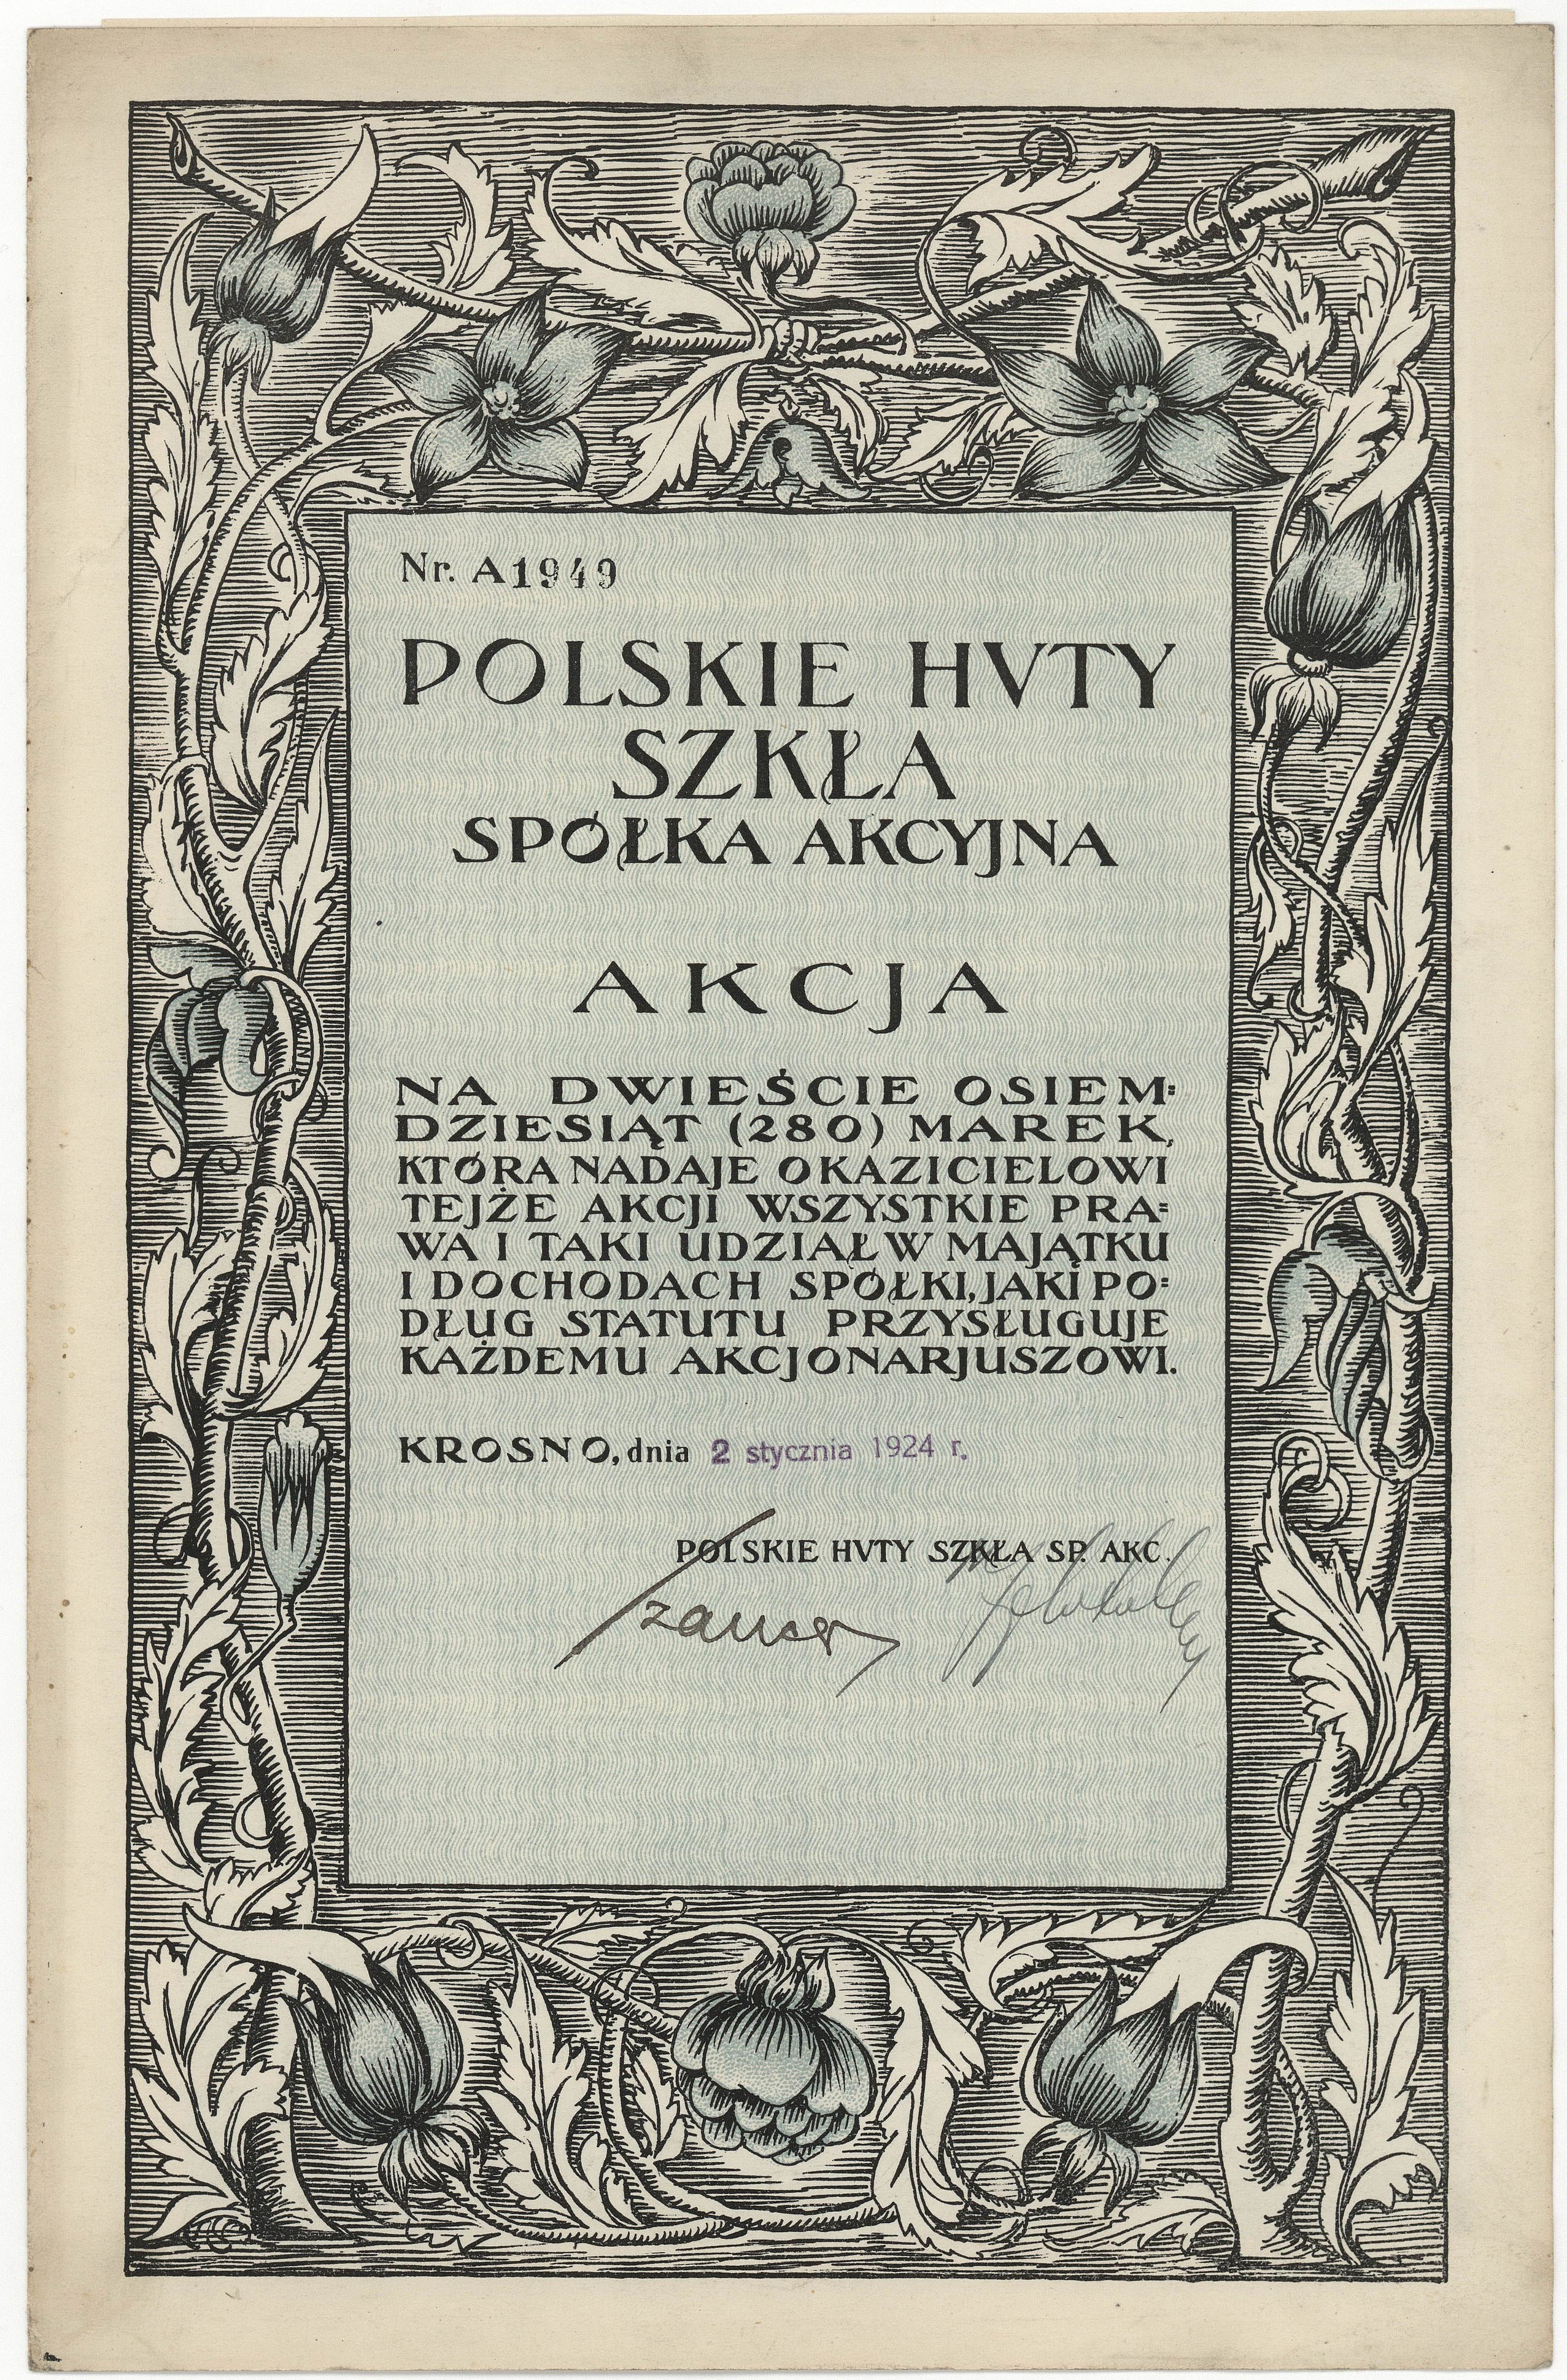 Nr. A1949
POLSKIE HVTY
SZKŁA
SPÓŁKA AKCYJNA
AKCJA
NA DWIEŚCIE OSIEM=
DZIESIĄT (280) MAREK,
KTÓRA NADAJE OKAZICIELOWI
TEJŻE AKCJI WSZYSTKIE PRA=
WA I TAKI UDZIAŁ W MAJĄTKU
I DOCHODACH SPÓŁKI, JAKI PO=
DŁUG STATUTU PRZYSŁUGUJE
KAŻDEMU AKCJONARJUSZOWI.
KROSNO, dnia 2 stycznia 1924 r.
POLSKIE HVTY SZKŁA SP. AKC.